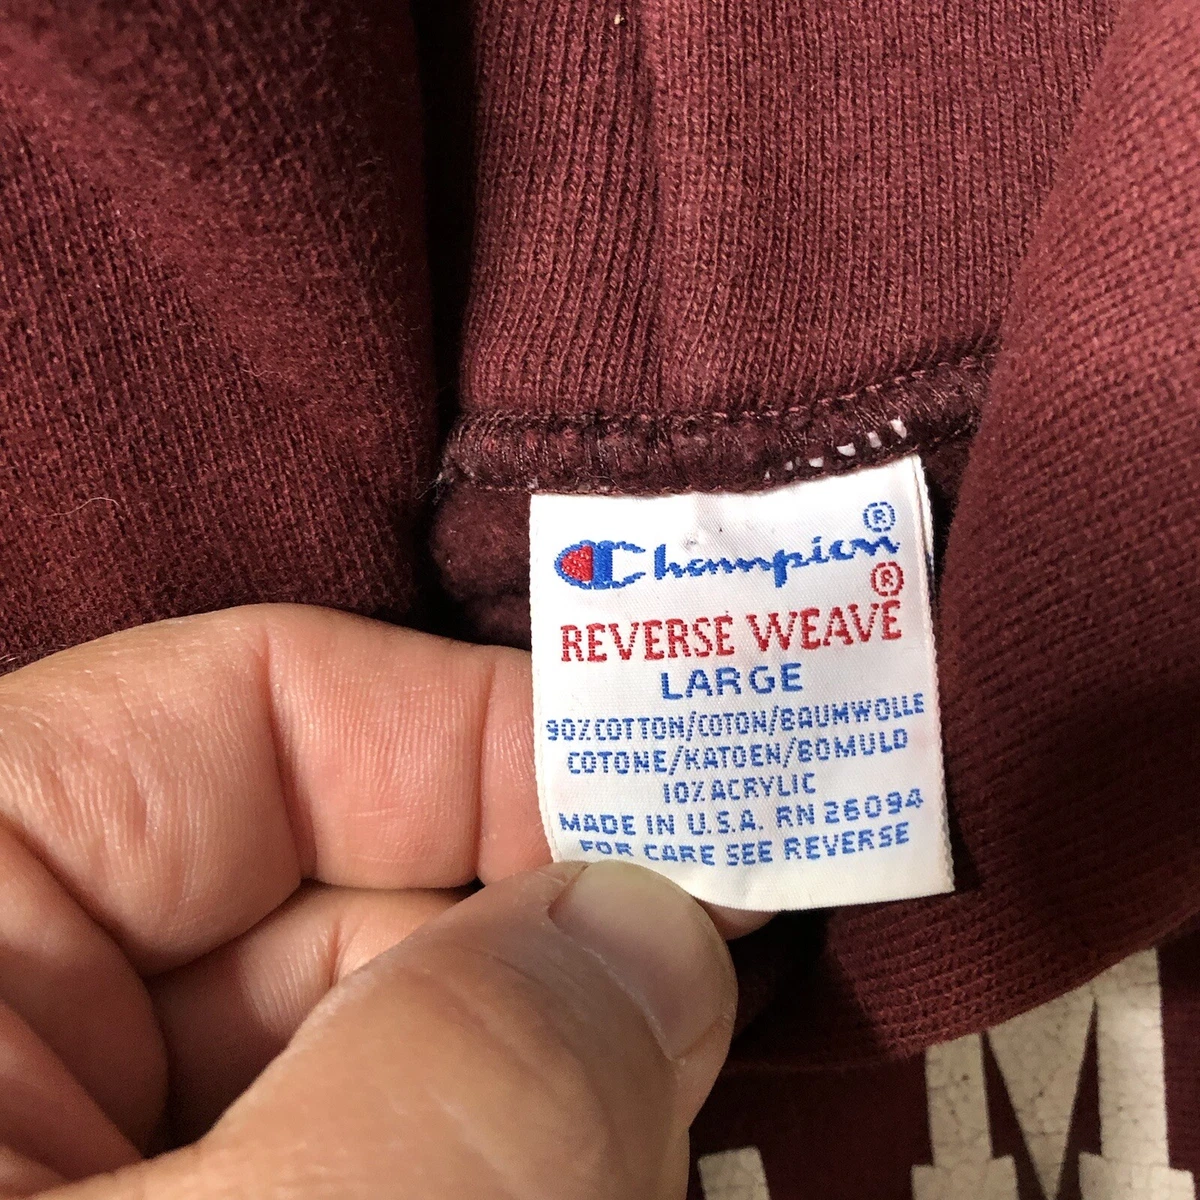 Champion ®
®
REVERSE WEAVE
LARGE
90% COTTON/COTON/BAUMWOLLE
COTONE/KATOEN/BOMULD
10% ACRYLIC
MADE IN U.S.A. RN 26094
FOR CARE SEE REVERSE
M